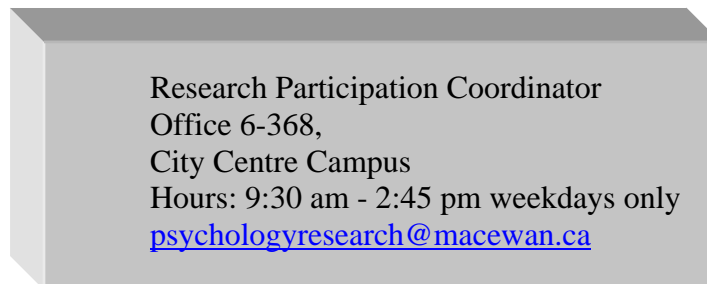 Research Participation Coordinator
Office 6-368,
City Centre Campus
Hours: 9:30 am - 2:45 pm weekdays only
psychologyresearch@macewan.ca